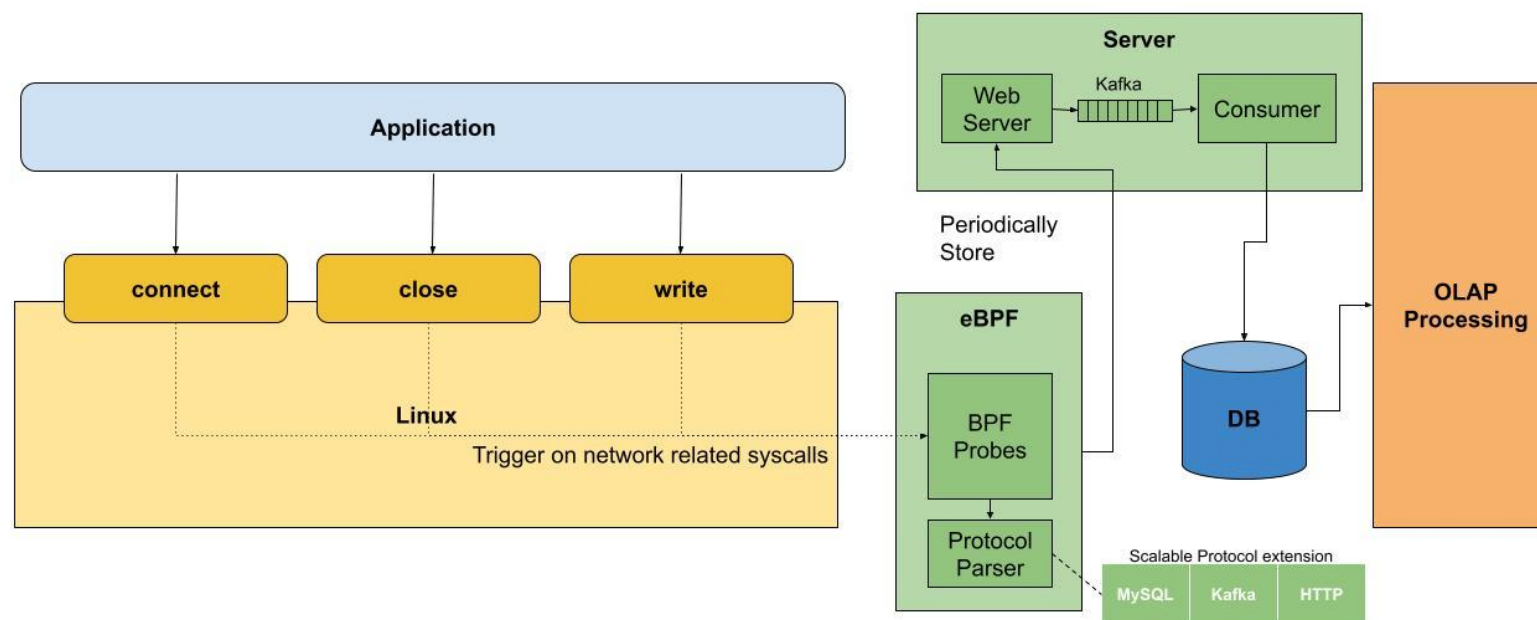 Server
Web
Server
Kafka
Consumer
Application
Periodically
Store
connect
close
write
Linux
Trigger on network related syscalls
eBPF
BPF
Probes
Protocol
Parser
Scalable Protocol extension
MySQL
Kafka
HTTP
DB
OLAP
Processing